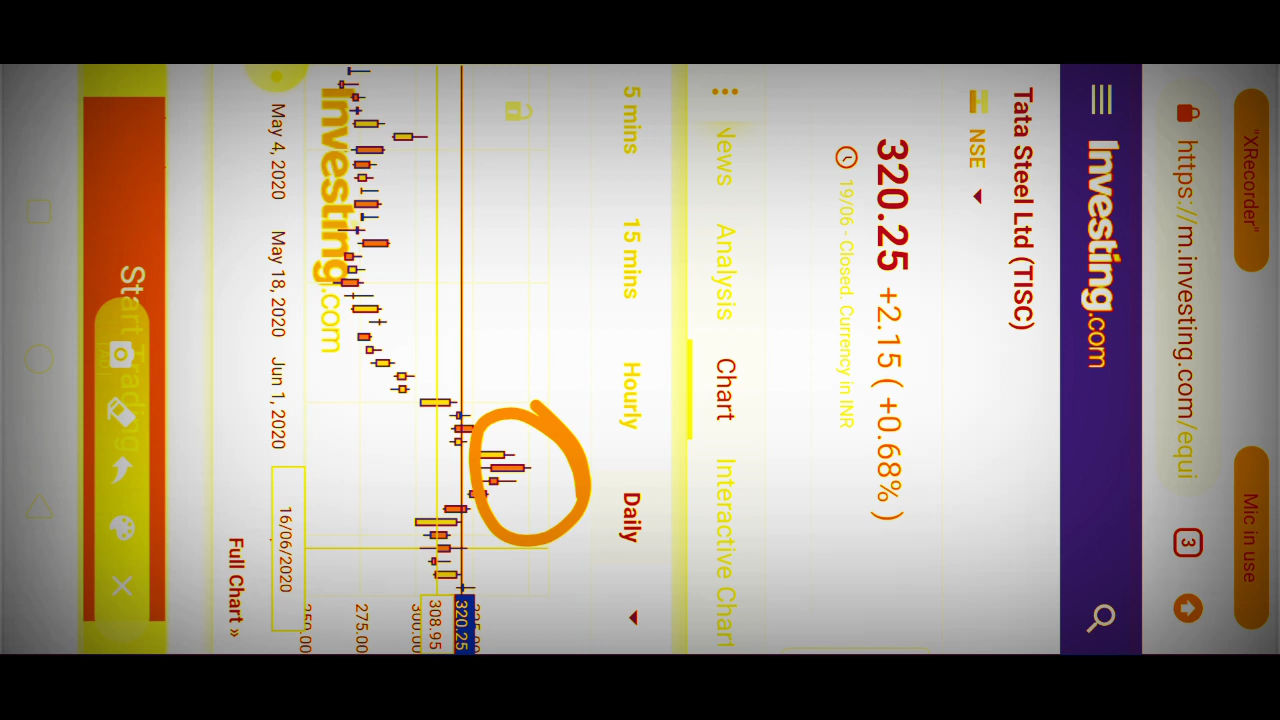 "XRecorder"
Mic in use
https://m.investing.com/equi
3
Investing.com
Tata Steel Ltd (TISC)
NSE
320.25 +2.15 ( +0.68% )
19/06 - Closed. Currency in INR
News Analysis Chart Interactive Chart
5 mins 15 mins Hourly Daily
320.25
308.95
300.00
275.00
Investing.com
May 4, 2020 May 18, 2020 Jun 1, 2020 16/06/2020
Full Chart »
Start Trading